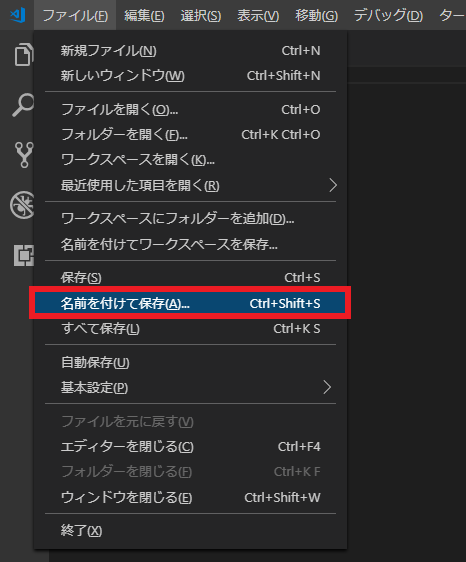 ファイル(F) 編集(E) 選択(S) 表示(V) 移動(G) デバッグ(D) ター
新規ファイル(N) Ctrl+N
新しいウィンドウ(W) Ctrl+Shift+N
ファイルを開く(O)... Ctrl+O
フォルダーを開く(F)... Ctrl+K Ctrl+O
ワークスペースを開く(K)...
最近使用した項目を開く(R)
ワークスペースにフォルダーを追加(D)...
名前を付けてワークスペースを保存...
保存(S) Ctrl+S
名前を付けて保存(A)... Ctrl+Shift+S
すべて保存(L) Ctrl+K S
自動保存(U)
基本設定(P)
ファイルを元に戻す(V)
エディターを閉じる(C) Ctrl+F4
フォルダーを閉じる(F) Ctrl+K F
ウィンドウを閉じる(E) Ctrl+Shift+W
終了(X)